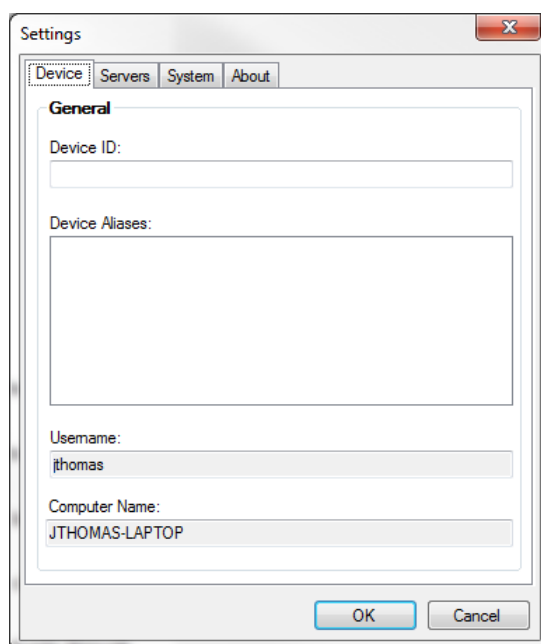 Settings
Device Servers System About
General
Device ID:
Device Aliases:
Username:
jthomas
Computer Name:
JTHOMAS-LAPTOP
OK Cancel